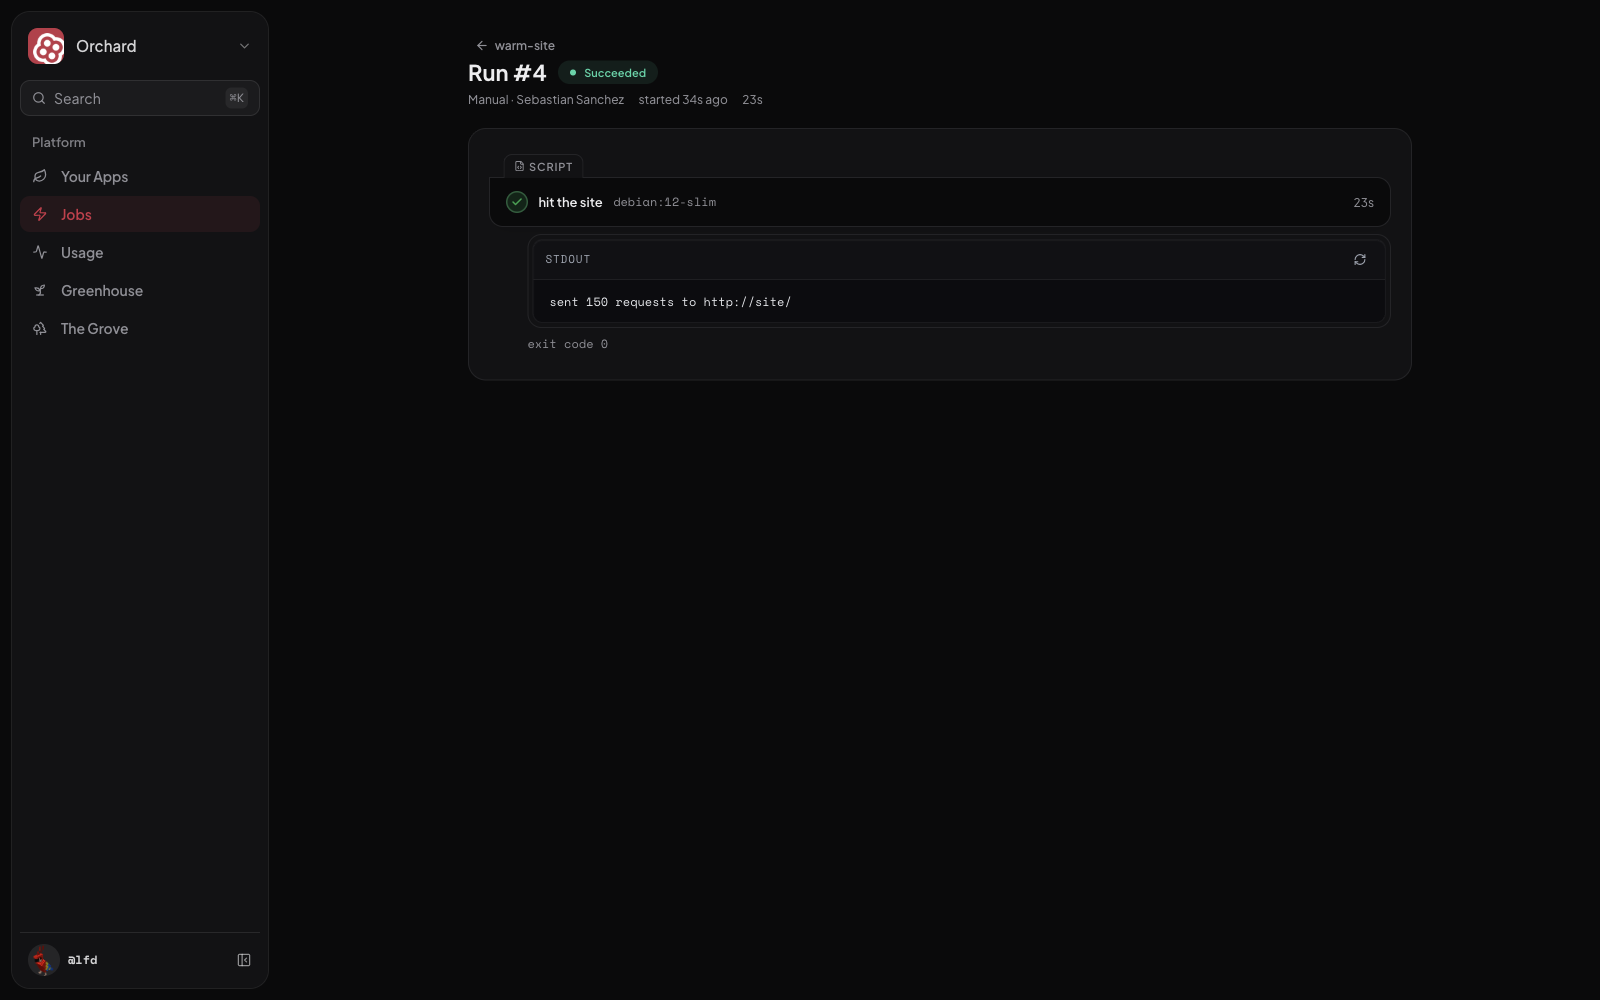 Orchard
Search
⌘K
Platform
Your Apps
Jobs
Usage
Greenhouse
The Grove
@lfd
warm-site
Run #4 Succeeded
Manual · Sebastian Sanchez started 34s ago 23s
SCRIPT
hit the site debian:12-slim 23s
STDOUT
sent 150 requests to http://site/
exit code 0